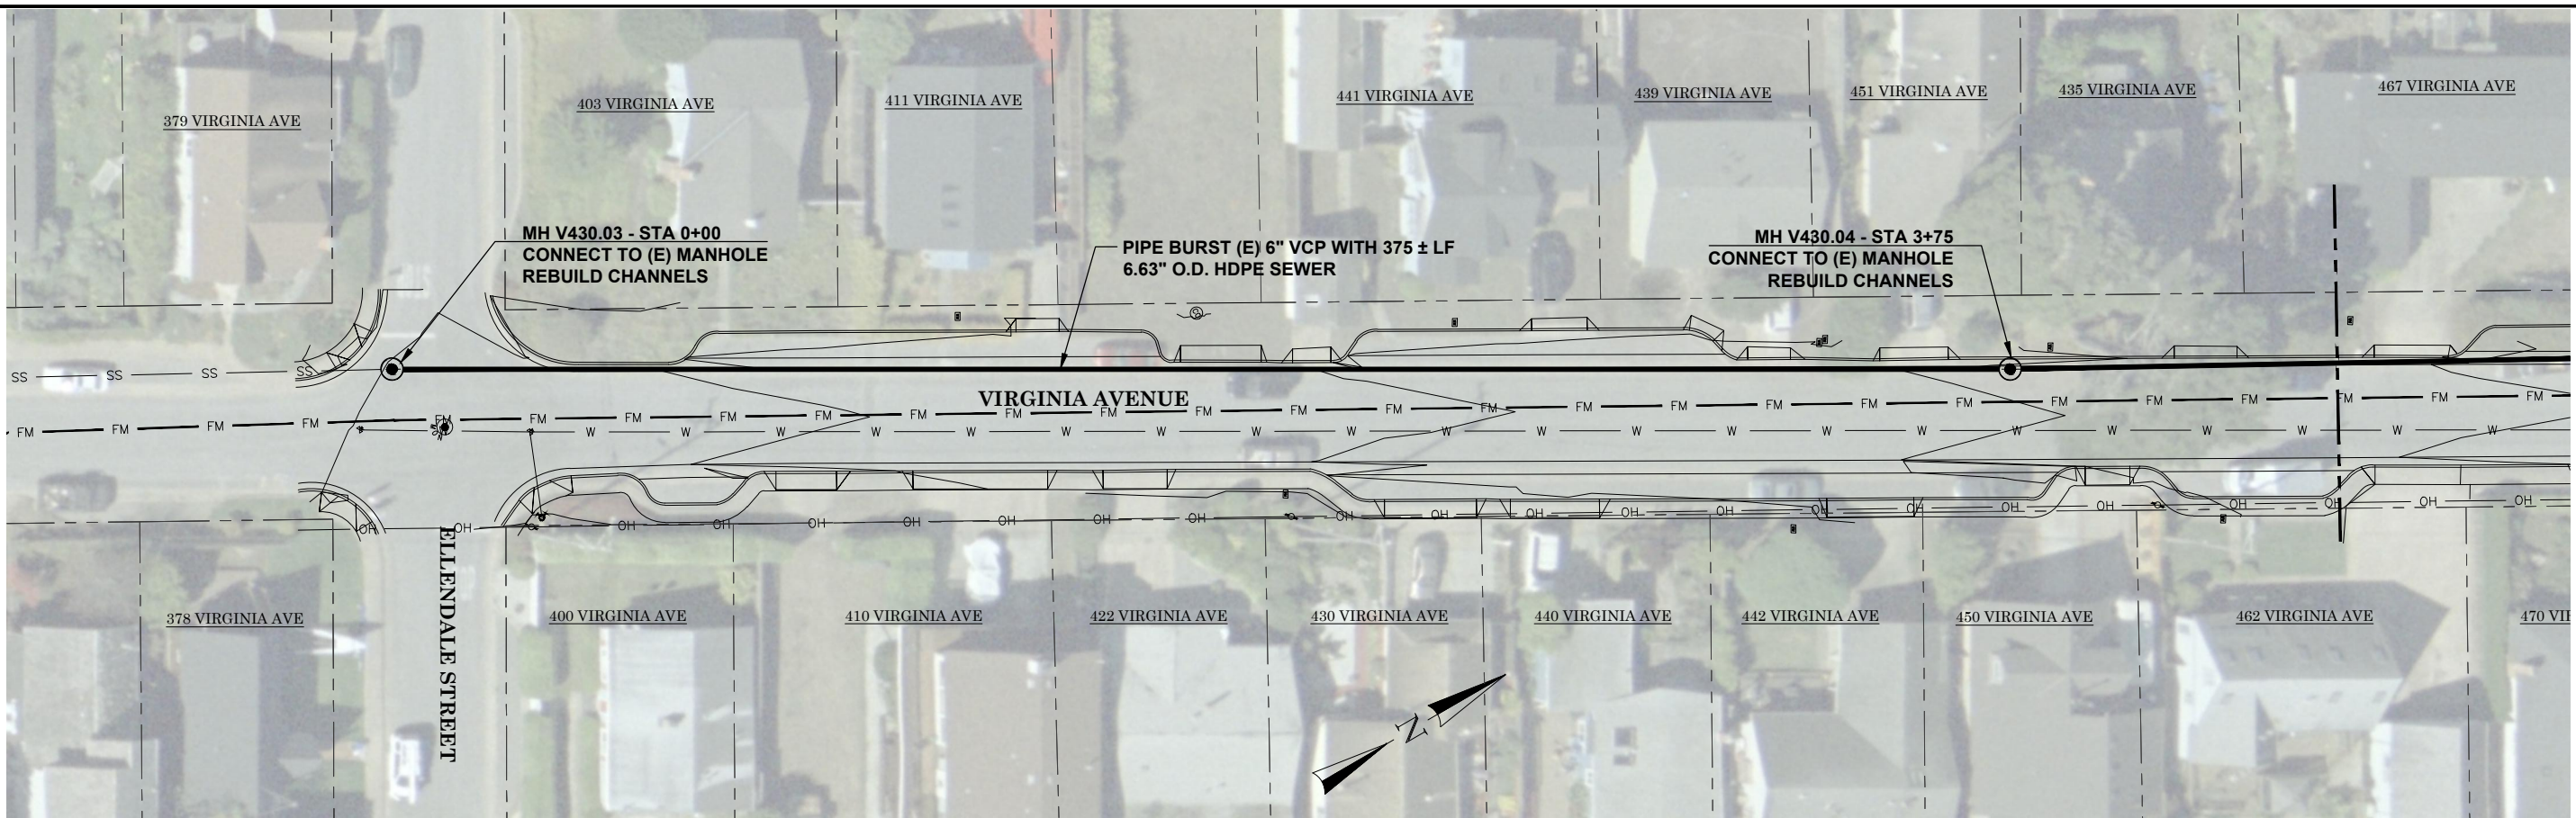 379 VIRGINIA AVE
403 VIRGINIA AVE
411 VIRGINIA AVE
441 VIRGINIA AVE
439 VIRGINIA AVE
451 VIRGINIA AVE
435 VIRGINIA AVE
467 VIRGINIA AVE
MH V430.03 - STA 0+00
CONNECT TO (E) MANHOLE
REBUILD CHANNELS
PIPE BURST (E) 6" VCP WITH 375 ± LF
6.63" O.D. HDPE SEWER
MH V430.04 - STA 3+75
CONNECT TO (E) MANHOLE
REBUILD CHANNELS
SS SS SS SS
VIRGINIA AVENUE
FM FM FM FM FM FM FM FM FM FM FM FM FM FM FM FM FM FM FM FM FM FM FM FM FM FM FM
W W W W W W W W W W W W W W W W W W W W W
OH OH OH OH OH OH OH OH OH OH OH OH OH OH OH OH OH OH OH OH OH OH OH
ELLENDALE STREET
378 VIRGINIA AVE
400 VIRGINIA AVE
410 VIRGINIA AVE
422 VIRGINIA AVE
430 VIRGINIA AVE
440 VIRGINIA AVE
442 VIRGINIA AVE
450 VIRGINIA AVE
462 VIRGINIA AVE
470
N